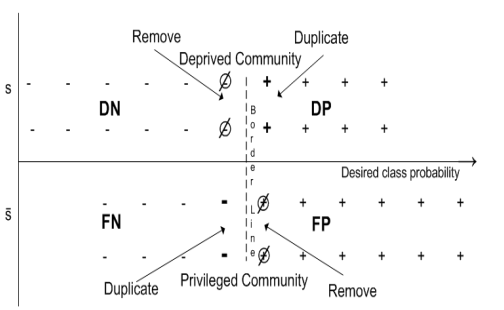 Remove
Duplicate
Deprived Community
S - - - - - - + + + +
DN
DP
- - - - - - + + + +
Border Line
Desired class probability
S̄ - - - - + + + + + +
FN
FP
- - - - + + + + + +
Duplicate
Privileged Community
Remove